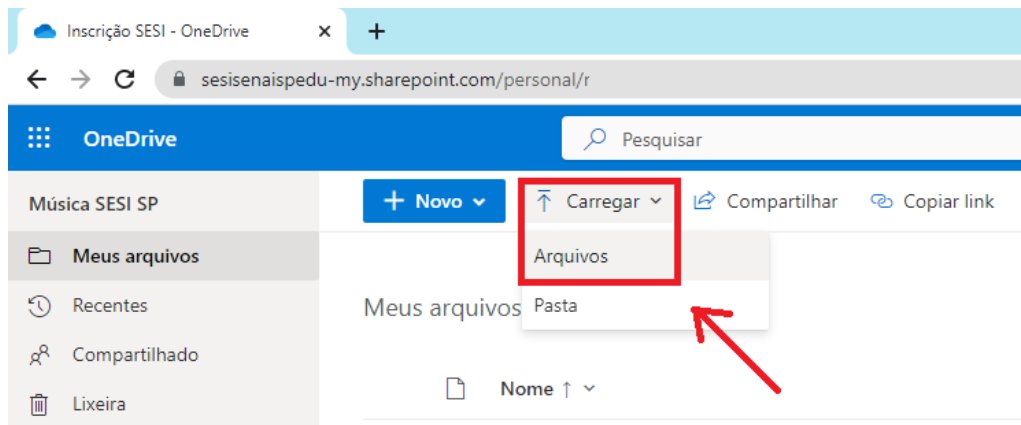 Inscrição SESI - OneDrive
sesisenaispedu-my.sharepoint.com/personal/r
OneDrive
Pesquisar
Música SESI SP
Novo
Carregar
Compartilhar
Copiar link
Meus arquivos
Arquivos
Recentes
Meus arquivos
Pasta
Compartilhado
Nome ↑
Lixeira